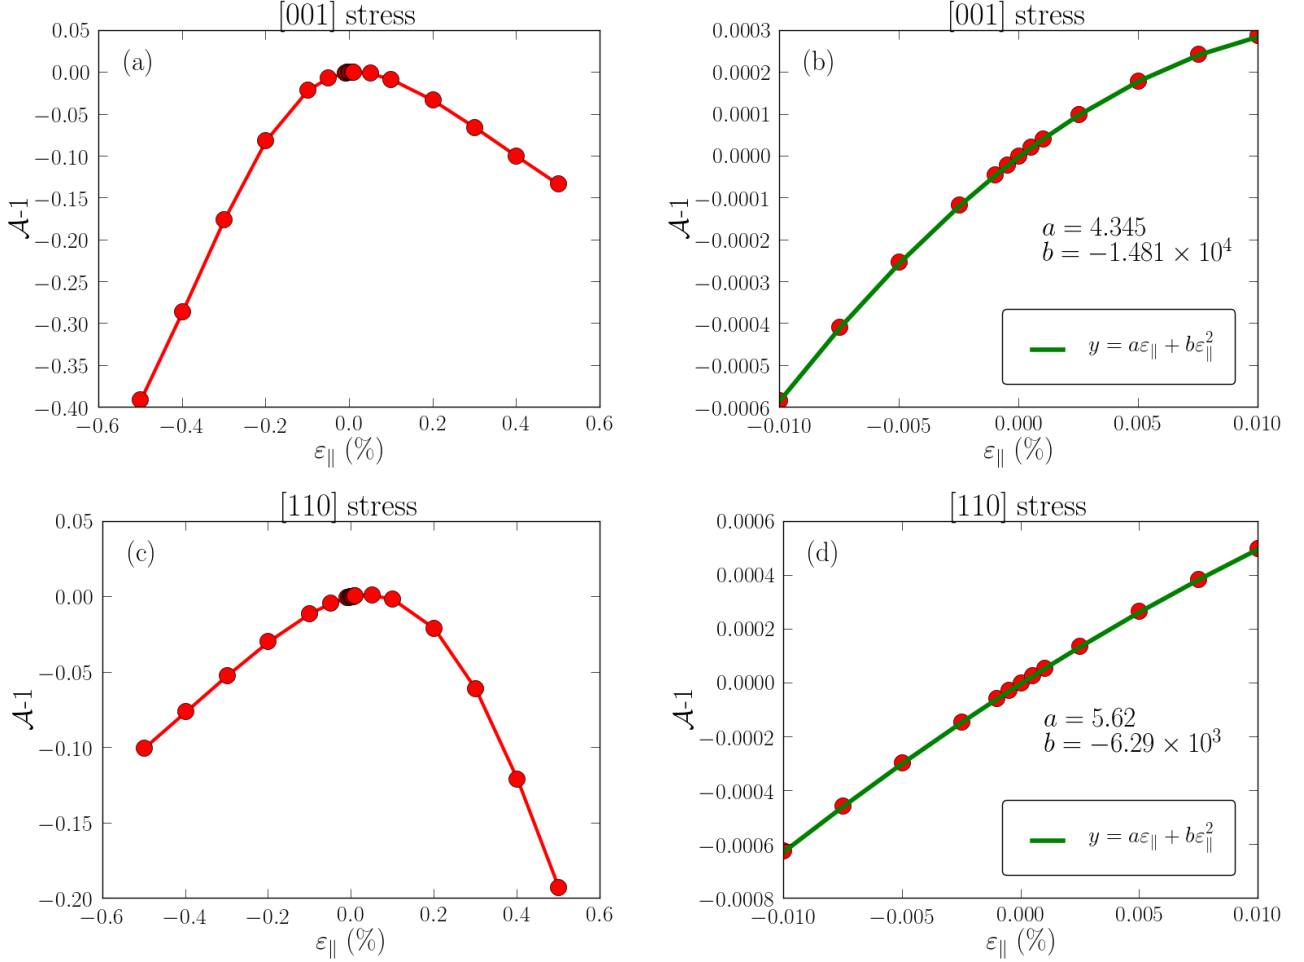 [001] stress
(a)
0.05
0.00
−0.05
−0.10
−0.15
−0.20
−0.25
−0.30
−0.35
−0.40
𝒜-1
−0.6 −0.4 −0.2 0.0 0.2 0.4 0.6
ε∥ (%)
[001] stress
(b)
0.0003
0.0002
0.0001
0.0000
−0.0001
−0.0002
−0.0003
−0.0004
−0.0005
−0.0006
𝒜-1
a = 4.345
b = −1.481 × 10⁴
y = aε∥ + bε∥²
−0.010 −0.005 0.000 0.005 0.010
ε∥ (%)
[110] stress
(c)
0.05
0.00
−0.05
−0.10
−0.15
−0.20
𝒜-1
−0.6 −0.4 −0.2 0.0 0.2 0.4 0.6
ε∥ (%)
[110] stress
(d)
0.0006
0.0004
0.0002
0.0000
−0.0002
−0.0004
−0.0006
−0.0008
𝒜-1
a = 5.62
b = −6.29 × 10³
y = aε∥ + bε∥²
−0.010 −0.005 0.000 0.005 0.010
ε∥ (%)